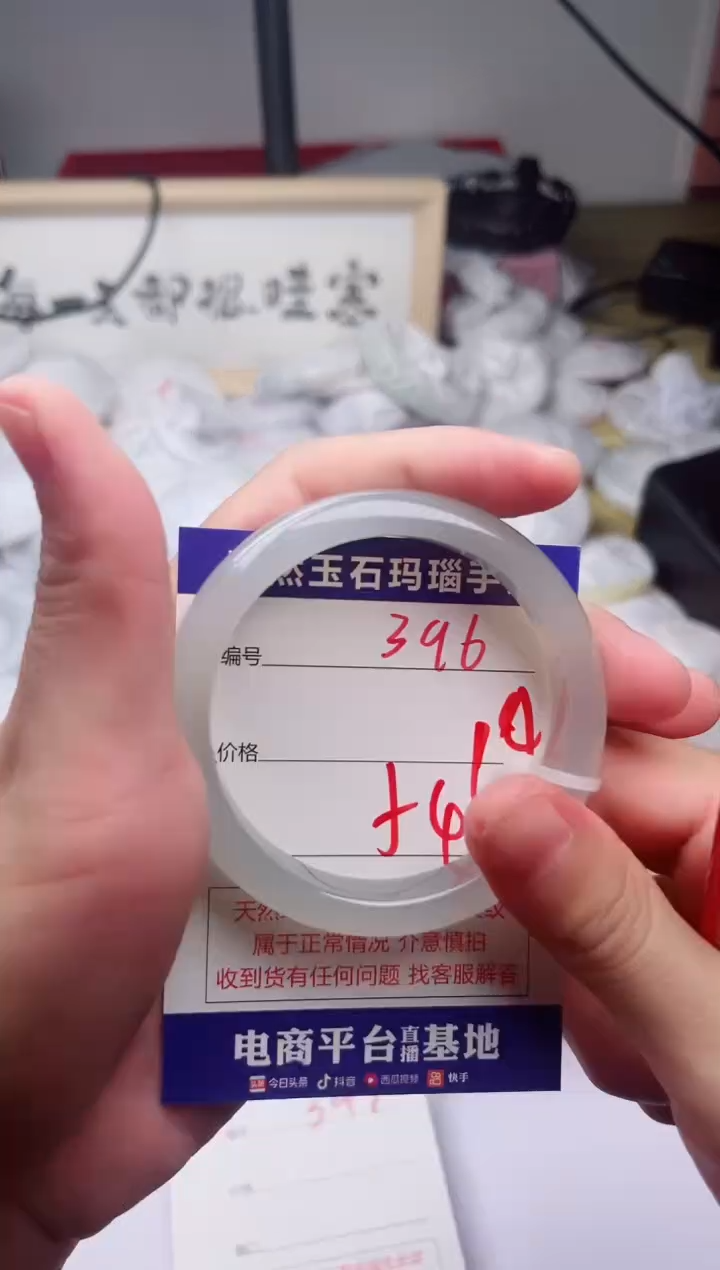 每一天都很哇塞
然玉石玛瑙手
编号 396
价格
天然
属于正常情况 介意慎拍
收到货有任何问题 找客服解答
电商平台直播基地
头条 今日头条 抖音 西瓜视频 快手